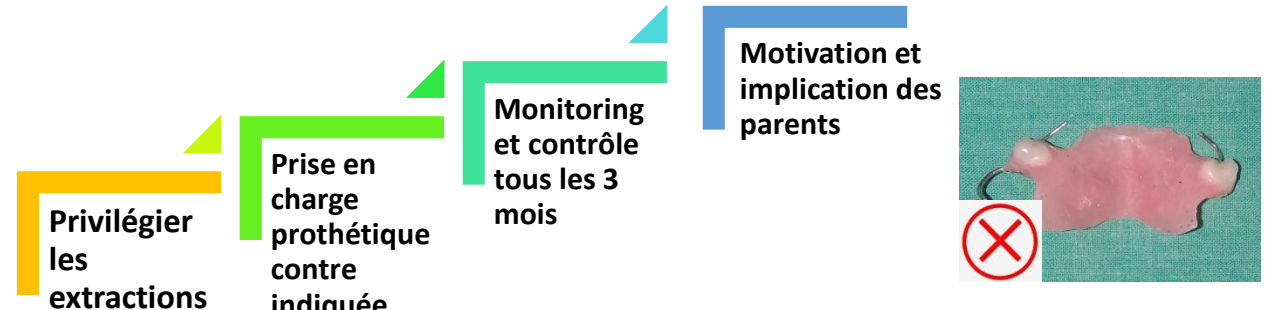 Privilégier
les
extractions
Prise en
charge
prothétique
contre
indiquée
Monitoring
et contrôle
tous les 3
mois
Motivation et
implication des
parents